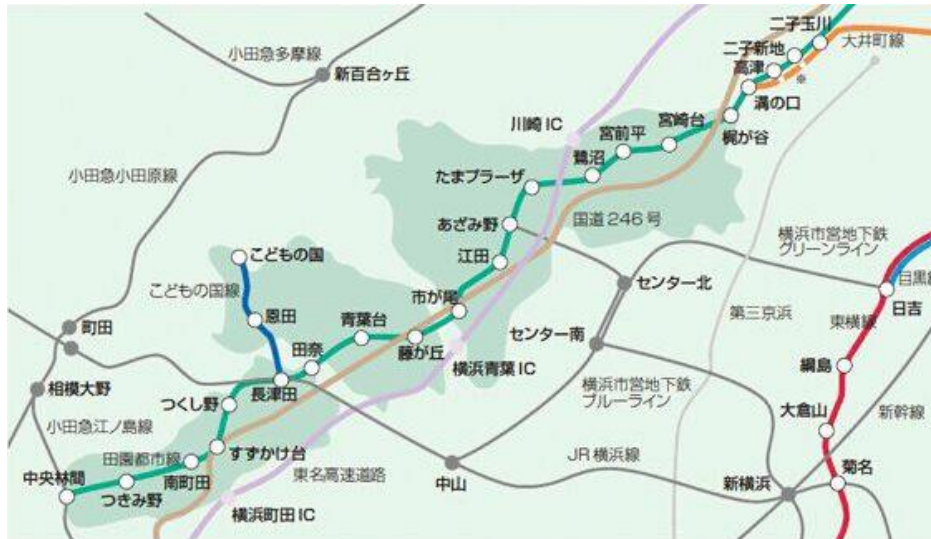 二子玉川
小田急多摩線
二子新地
大井町線
高津
※
新百合ヶ丘
溝の口
川崎IC
宮崎台
梶が谷
宮前平
鷺沼
小田急小田原線
たまプラーザ
国道246号
あざみ野
横浜市営地下鉄
グリーンライン
こどもの国
江田
目黒線
センター北
こどもの国線
市が尾
日吉
第三京浜
東横線
恩田
青葉台
町田
センター南
田奈
藤が丘
横浜青葉IC
綱島
相模大野
長津田
横浜市営地下鉄
ブルーライン
つくし野
大倉山
新幹線
小田急江ノ島線
すずかけ台
JR横浜線
田園都市線
菊名
中央林間
東名高速道路
南町田
中山
新横浜
つきみ野
横浜町田IC